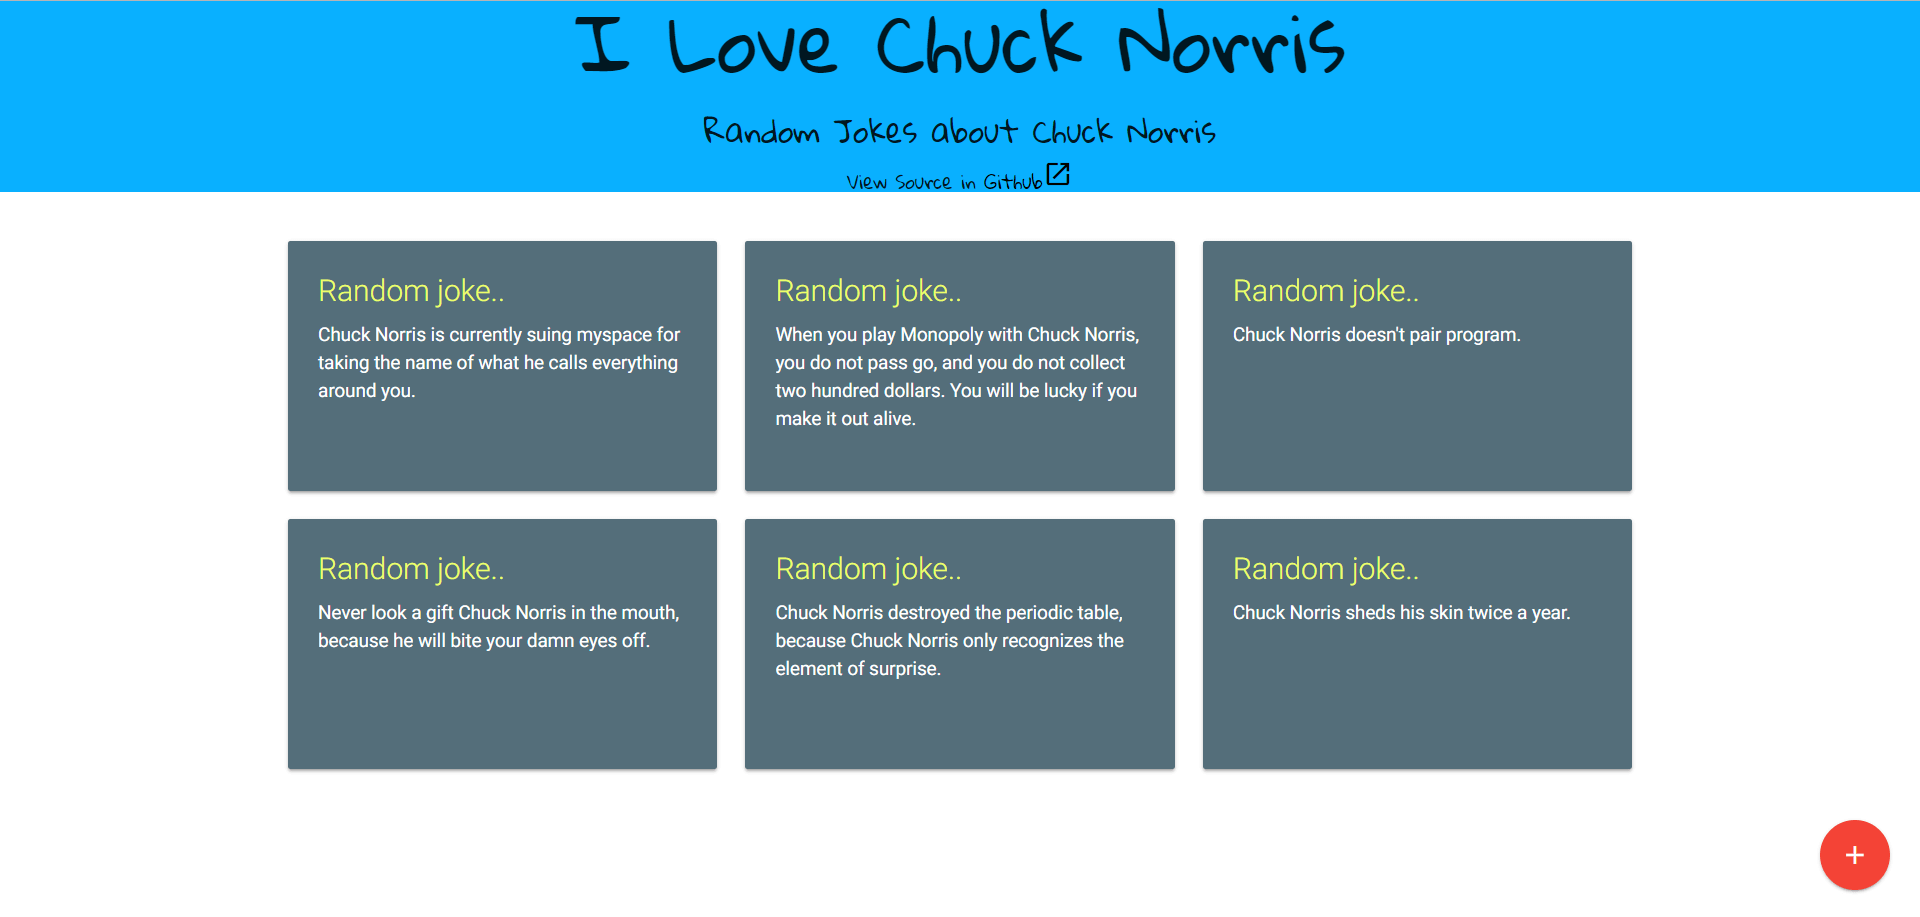 I Love Chuck Norris
Random Jokes about Chuck Norris
View Source in Github
Random joke..
Chuck Norris is currently suing myspace for
taking the name of what he calls everything
around you.
Random joke..
When you play Monopoly with Chuck Norris,
you do not pass go, and you do not collect
two hundred dollars. You will be lucky if you
make it out alive.
Random joke..
Chuck Norris doesn't pair program.
Random joke..
Never look a gift Chuck Norris in the mouth,
because he will bite your damn eyes off.
Random joke..
Chuck Norris destroyed the periodic table,
because Chuck Norris only recognizes the
element of surprise.
Random joke..
Chuck Norris sheds his skin twice a year.
+